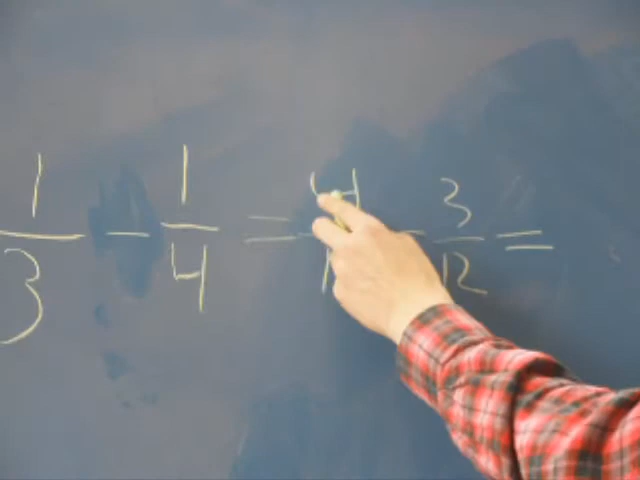 1/3 - 1/4 = 4/1 - 3/12 =